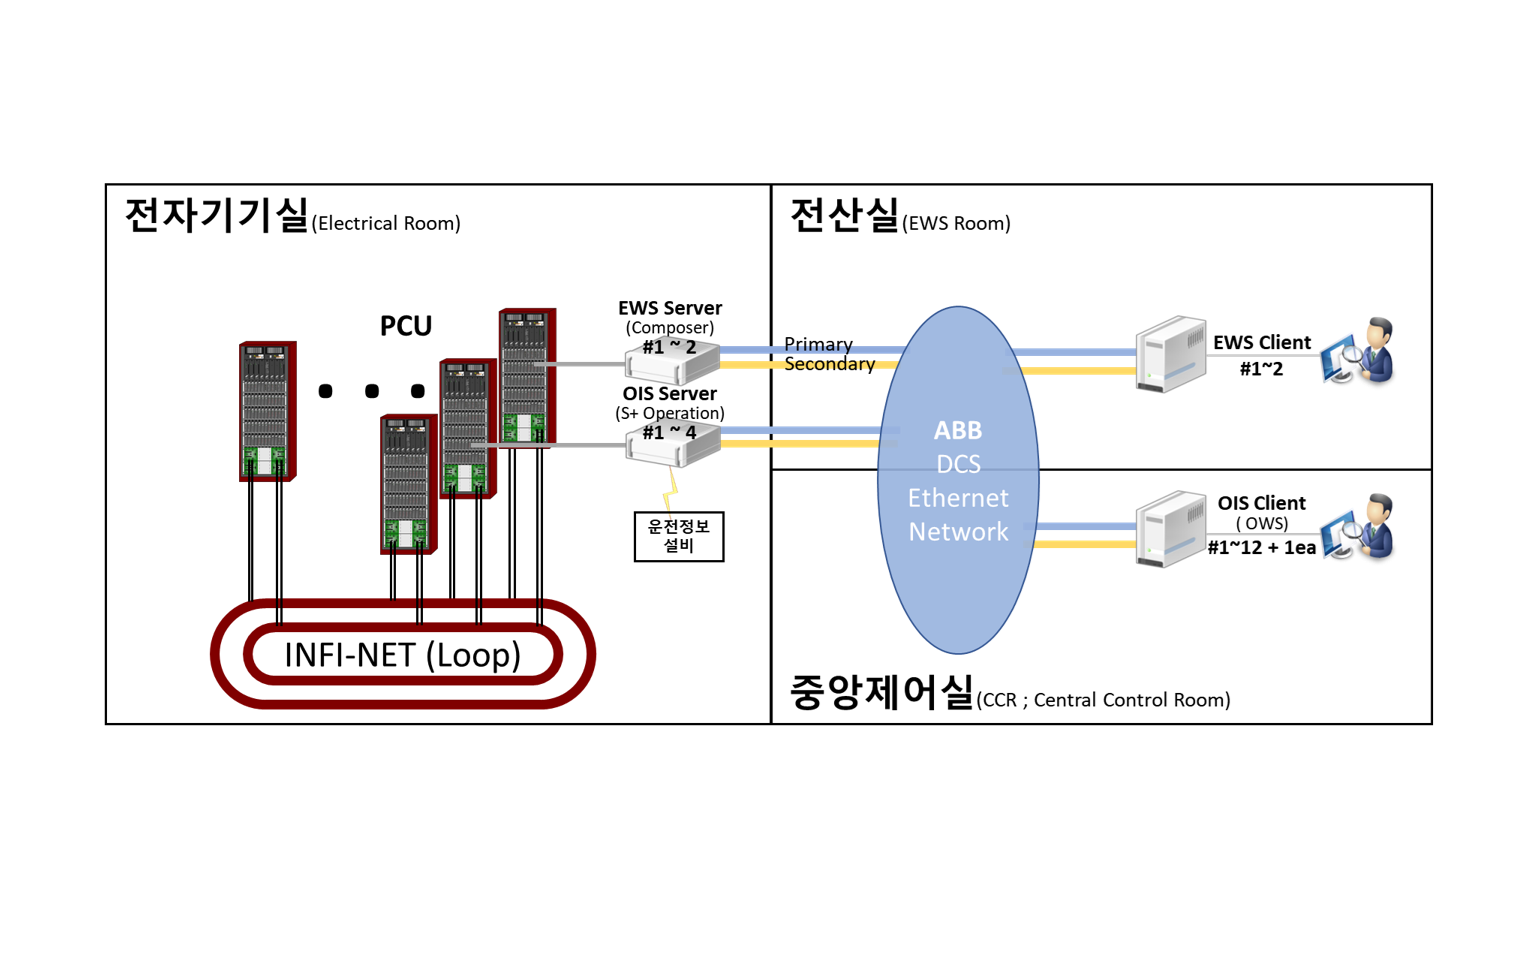 전자기기실(Electrical Room)
PCU
EWS Server
(Composer)
#1 ~ 2
OIS Server
(S+ Operation)
#1 ~ 4
운전정보
설비
INFI-NET (Loop)
전산실(EWS Room)
Primary
Secondary
ABB
DCS
Ethernet
Network
EWS Client
#1~2
OIS Client
( OWS)
#1~12 + 1ea
중앙제어실(CCR ; Central Control Room)